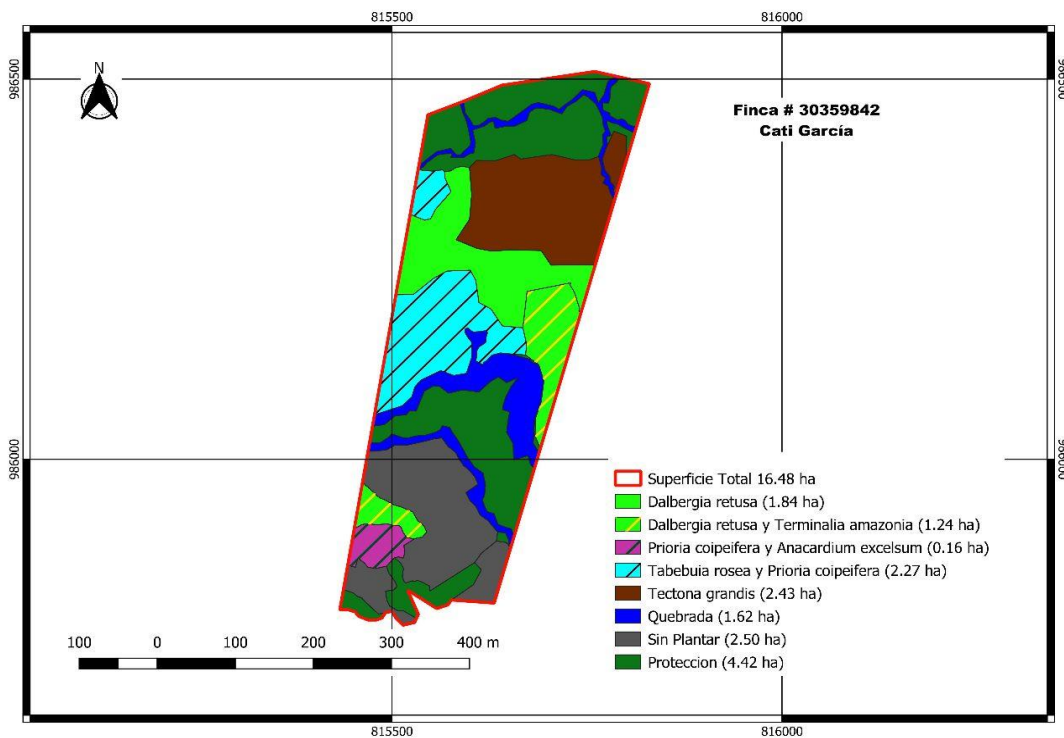 815500 816000
986500 986500
N
Finca # 30359842
Cati García
986000 986000
Superficie Total 16.48 ha
Dalbergia retusa (1.84 ha)
Dalbergia retusa y Terminalia amazonia (1.24 ha)
Prioria coipeifera y Anacardium excelsum (0.16 ha)
Tabebuia rosea y Prioria coipeifera (2.27 ha)
Tectona grandis (2.43 ha)
Quebrada (1.62 ha)
Sin Plantar (2.50 ha)
Proteccion (4.42 ha)
100 0 100 200 300 400 m
815500 816000